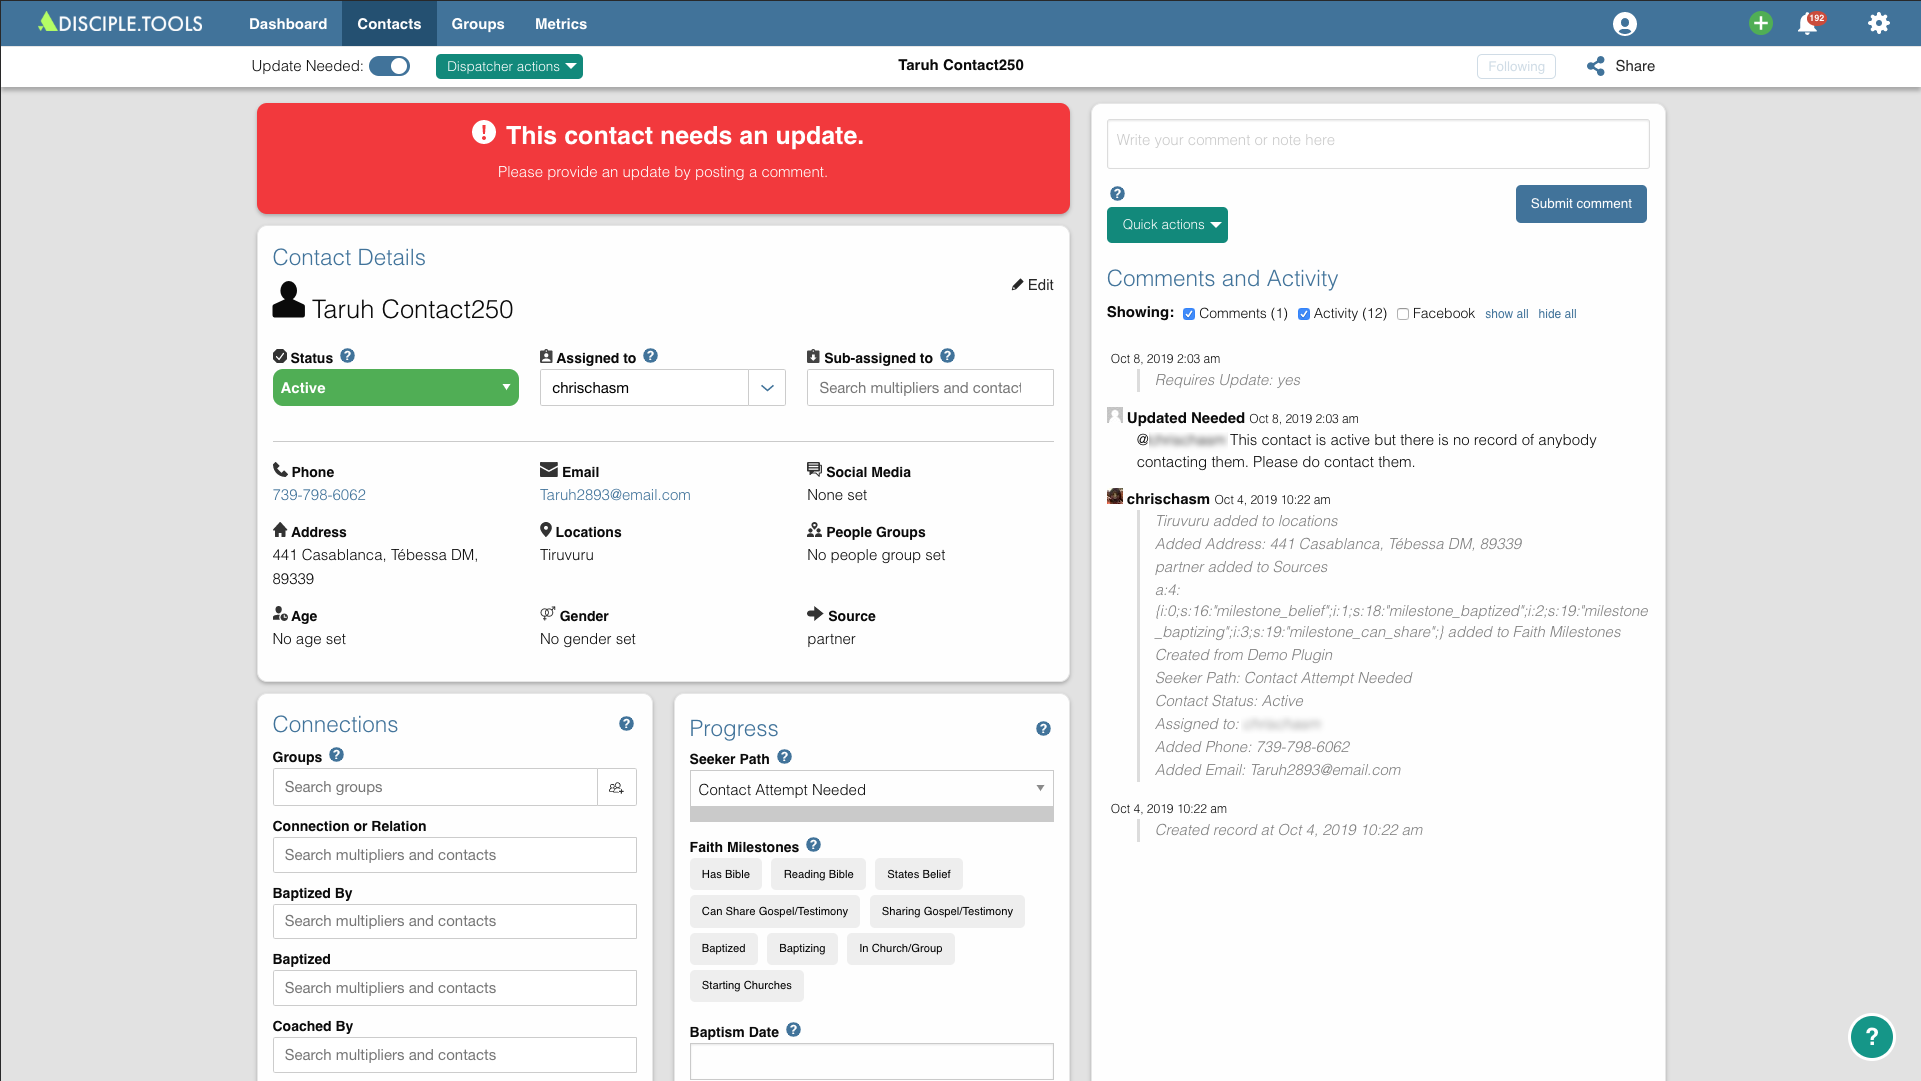 DISCIPLE.TOOLS
Dashboard
Contacts
Groups
Metrics
192
Update Needed:
Dispatcher actions
Taruh Contact250
Following
Share
This contact needs an update.
Please provide an update by posting a comment.
Contact Details
Edit
Taruh Contact250
Status ?
Assigned to ?
Sub-assigned to ?
Active
chrischasm
Search multipliers and contact
Phone
Email
Social Media
739-798-6062
Taruh2893@email.com
None set
Address
Locations
People Groups
441 Casablanca, Tébessa DM,
89339
Tiruvuru
No people group set
Age
Gender
Source
No age set
No gender set
partner
Connections ?
Groups ?
Search groups
Connection or Relation
Search multipliers and contacts
Baptized By
Search multipliers and contacts
Baptized
Search multipliers and contacts
Coached By
Search multipliers and contacts
Progress ?
Seeker Path ?
Contact Attempt Needed
Faith Milestones ?
Has Bible
Reading Bible
States Belief
Can Share Gospel/Testimony
Sharing Gospel/Testimony
Baptized
Baptizing
In Church/Group
Starting Churches
Baptism Date ?
Write your comment or note here
?
Submit comment
Quick actions
Comments and Activity
Showing: Comments (1) Activity (12) Facebook show all hide all
Oct 8, 2019 2:03 am
Requires Update: yes
Updated Needed Oct 8, 2019 2:03 am
@ This contact is active but there is no record of anybody
contacting them. Please do contact them.
chrischasm Oct 4, 2019 10:22 am
Tiruvuru added to locations
Added Address: 441 Casablanca, Tébessa DM, 89339
partner added to Sources
a:4:
{i:0;s:16:"milestone_belief";i:1;s:18:"milestone_baptized";i:2;s:19:"milestone
_baptizing";i:3;s:19:"milestone_can_share";} added to Faith Milestones
Created from Demo Plugin
Seeker Path: Contact Attempt Needed
Contact Status: Active
Assigned to:
Added Phone: 739-798-6062
Added Email: Taruh2893@email.com
Oct 4, 2019 10:22 am
Created record at Oct 4, 2019 10:22 am
?